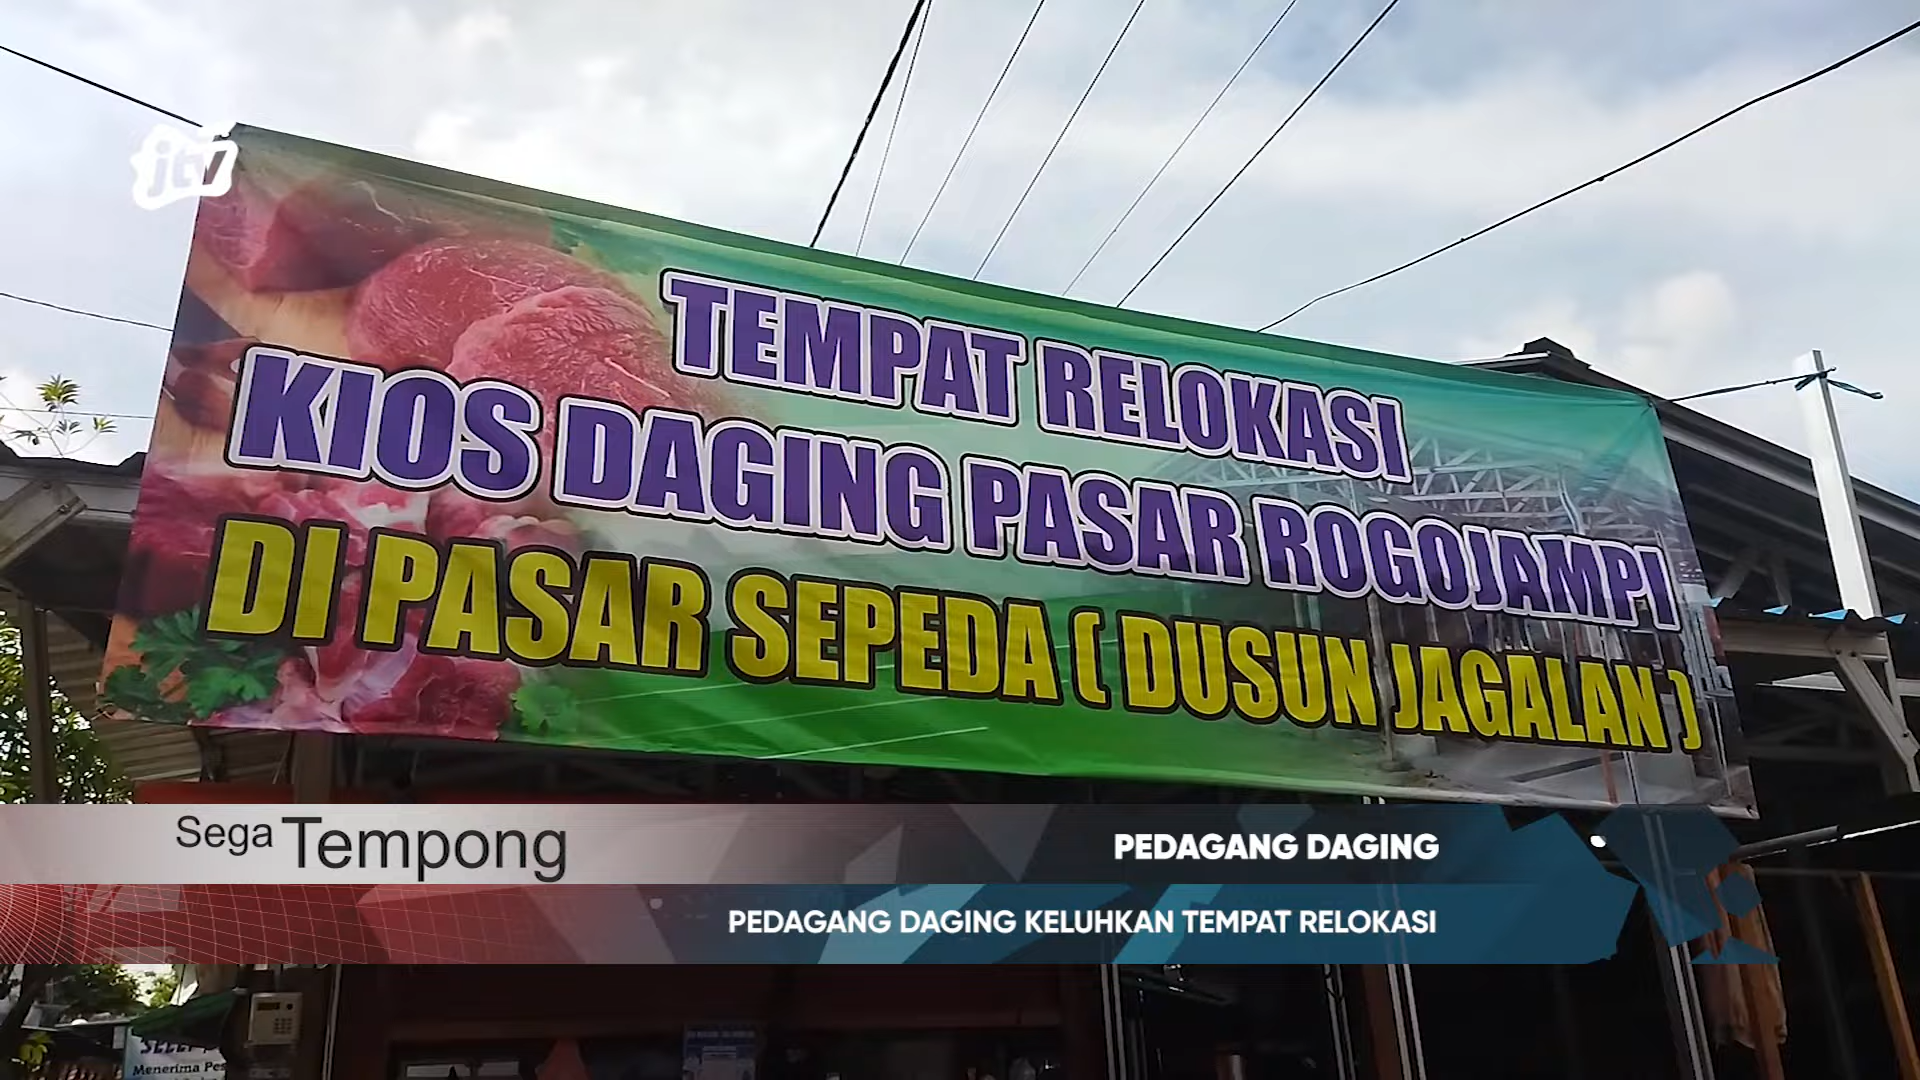 jtv
TEMPAT RELOKASI
KIOS DAGING PASAR ROGOJAMPI
DI PASAR SEPEDA ( DUSUN JAGALAN )
Sega Tempong
PEDAGANG DAGING
PEDAGANG DAGING KELUHKAN TEMPAT RELOKASI
Menerima